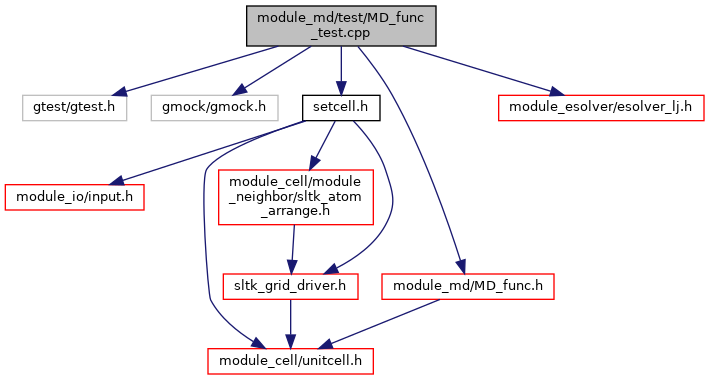 module_md/test/MD_func
_test.cpp
gtest/gtest.h
gmock/gmock.h
setcell.h
module_esolver/esolver_lj.h
module_io/input.h
module_cell/module
_neighbor/sltk_atom
_arrange.h
sltk_grid_driver.h
module_md/MD_func.h
module_cell/unitcell.h